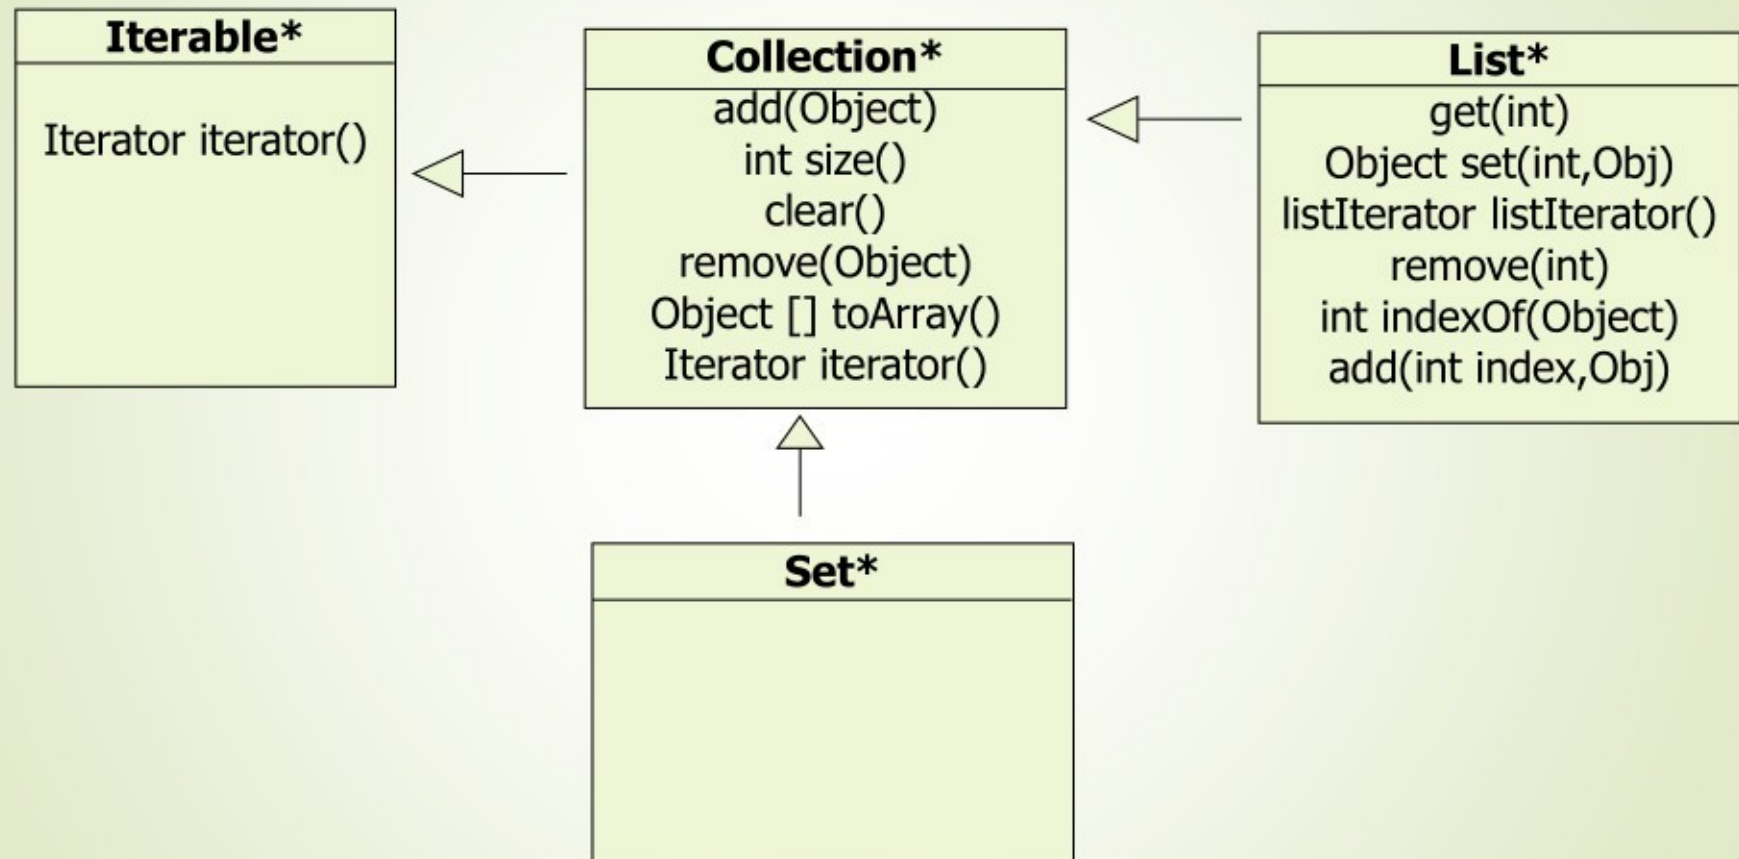 Iterable*
Iterator iterator()
Collection*
add(Object)
int size()
clear()
remove(Object)
Object [] toArray()
Iterator iterator()
List*
get(int)
Object set(int,Obj)
listIterator listIterator()
remove(int)
int indexOf(Object)
add(int index,Obj)
Set*